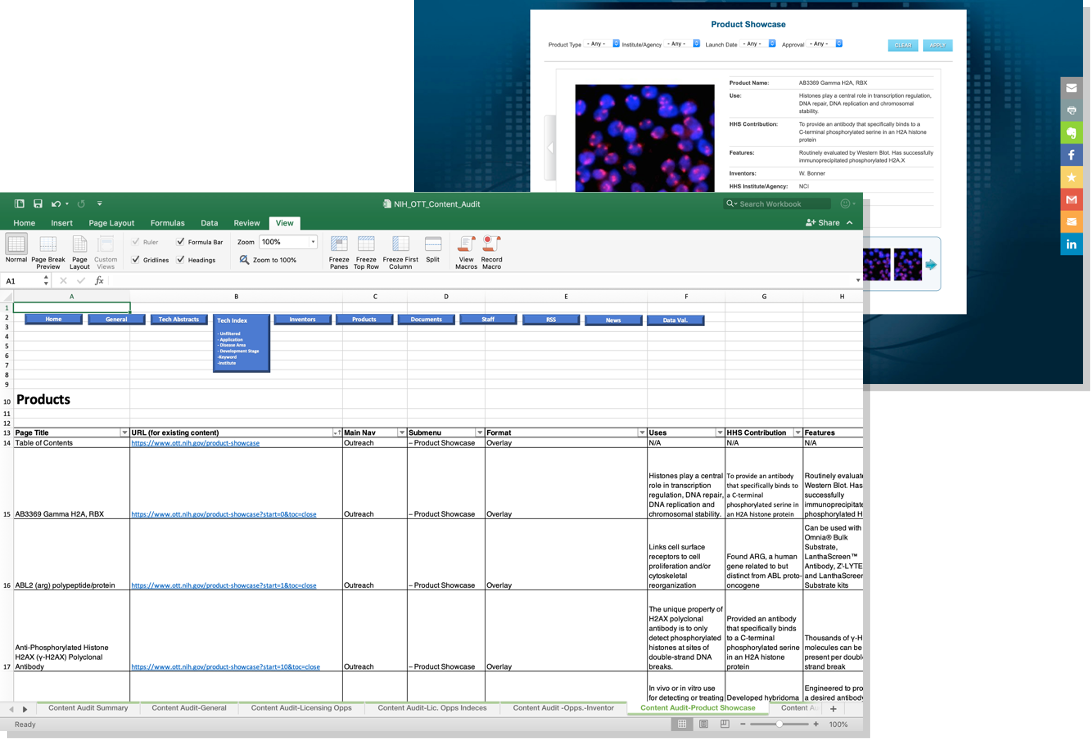 Product Showcase
Product Type - Any - Institute/Agency - Any - Launch Date - Any - Approval - Any - CLEAR APPLY
Product Name: AB3369 Gamma H2A, RBX
Use: Histones play a central role in transcription regulation,
DNA repair, DNA replication and chromosomal
stability.
HHS Contribution: To provide an antibody that specifically binds to a
C-terminal phosphorylated serine in an H2A histone
protein
Features: Routinely evaluated by Western Blot. Has successfully
immunoprecipitated phosphorylated H2A.X
Inventors: W. Bonner
HHS Institute/Agency: NCI
f
in
NIH_OTT_Content_Audit
Search Workbook
Home Insert Page Layout Formulas Data Review View
Share
Normal Page Break Preview Page Layout Custom Views
Ruler Formula Bar
Gridlines Headings
Zoom 100%
Zoom to 100%
Freeze Panes Freeze Top Row Freeze First Column Split View Macros Record Macro
A1 fx
A B C D E F G H
1
2 Home General Tech Abstracts Tech Index Inventors Products Documents Staff RSS News Data Val.
3
4 - Unfiltered
- Application
5 - Disease Area
6 - Development Stage
-Keyword
7 -Institute
8
9
10 Products
11
12
13 Page Title URL (for existing content) Main Nav Submenu Format Uses HHS Contribution Features
14 Table of Contents https://www.ott.nih.gov/product-showcase Outreach – Product Showcase Overlay N/A N/A N/A
Histones play a central
role in transcription
regulation, DNA repair,
DNA replication and
chromosomal stability.
To provide an antibody
that specifically binds to
a C-terminal
phosphorylated serine in
an H2A histone protein
Routinely evaluate
Western Blot. Has
successfully
immunoprecipitate
phosphorylated H
15 AB3369 Gamma H2A, RBX https://www.ott.nih.gov/product-showcase?start=0&toc=close Outreach – Product Showcase Overlay
Links cell surface
receptors to cell
proliferation and/or
cytoskeletal
reorganization
Found ARG, a human
gene related to but
distinct from ABL proto-
oncogene
Can be used with
Omnia® Bulk
Substrate,
LanthaScreen™
Antibody, Z'-LYTE
and LanthaScreen
Substrate kits
16 ABL2 (arg) polypeptide/protein https://www.ott.nih.gov/product-showcase?start=1&toc=close Outreach – Product Showcase Overlay
The unique property of
H2AX polyclonal
antibody is to only
detect phosphorylated
histones at sites of
double-strand DNA
breaks.
Provided an antibody
that specifically binds
to a C-terminal
phosphorylated serine
in an H2A histone
protein
Thousands of γ-H
molecules can be
present per doubl
strand break
Anti-Phosphorylated Histone
H2AX (γ-H2AX) Polyclonal
17 Antibody https://www.ott.nih.gov/product-showcase?start=10&toc=close Outreach – Product Showcase Overlay
In vivo or in vitro use
for detecting or treating
Developed hybridoma
Engineered to pro
a desired antibody
Content Audit Summary Content Audit-General Content Audit-Licensing Opps Content Audit-Lic. Opps Indeces Content Audit -Opps.-Inventor Content Audit-Product Showcase Content Au +
Ready
100%